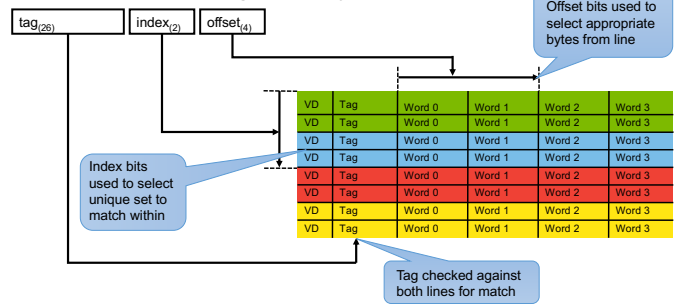 Offset bits used to
select appropriate
bytes from line
tag(26) index(2) offset(4)
VD Tag Word 0 Word 1 Word 2 Word 3
VD Tag Word 0 Word 1 Word 2 Word 3
VD Tag Word 0 Word 1 Word 2 Word 3
VD Tag Word 0 Word 1 Word 2 Word 3
VD Tag Word 0 Word 1 Word 2 Word 3
VD Tag Word 0 Word 1 Word 2 Word 3
VD Tag Word 0 Word 1 Word 2 Word 3
VD Tag Word 0 Word 1 Word 2 Word 3
Index bits
used to select
unique set to
match within
Tag checked against
both lines for match